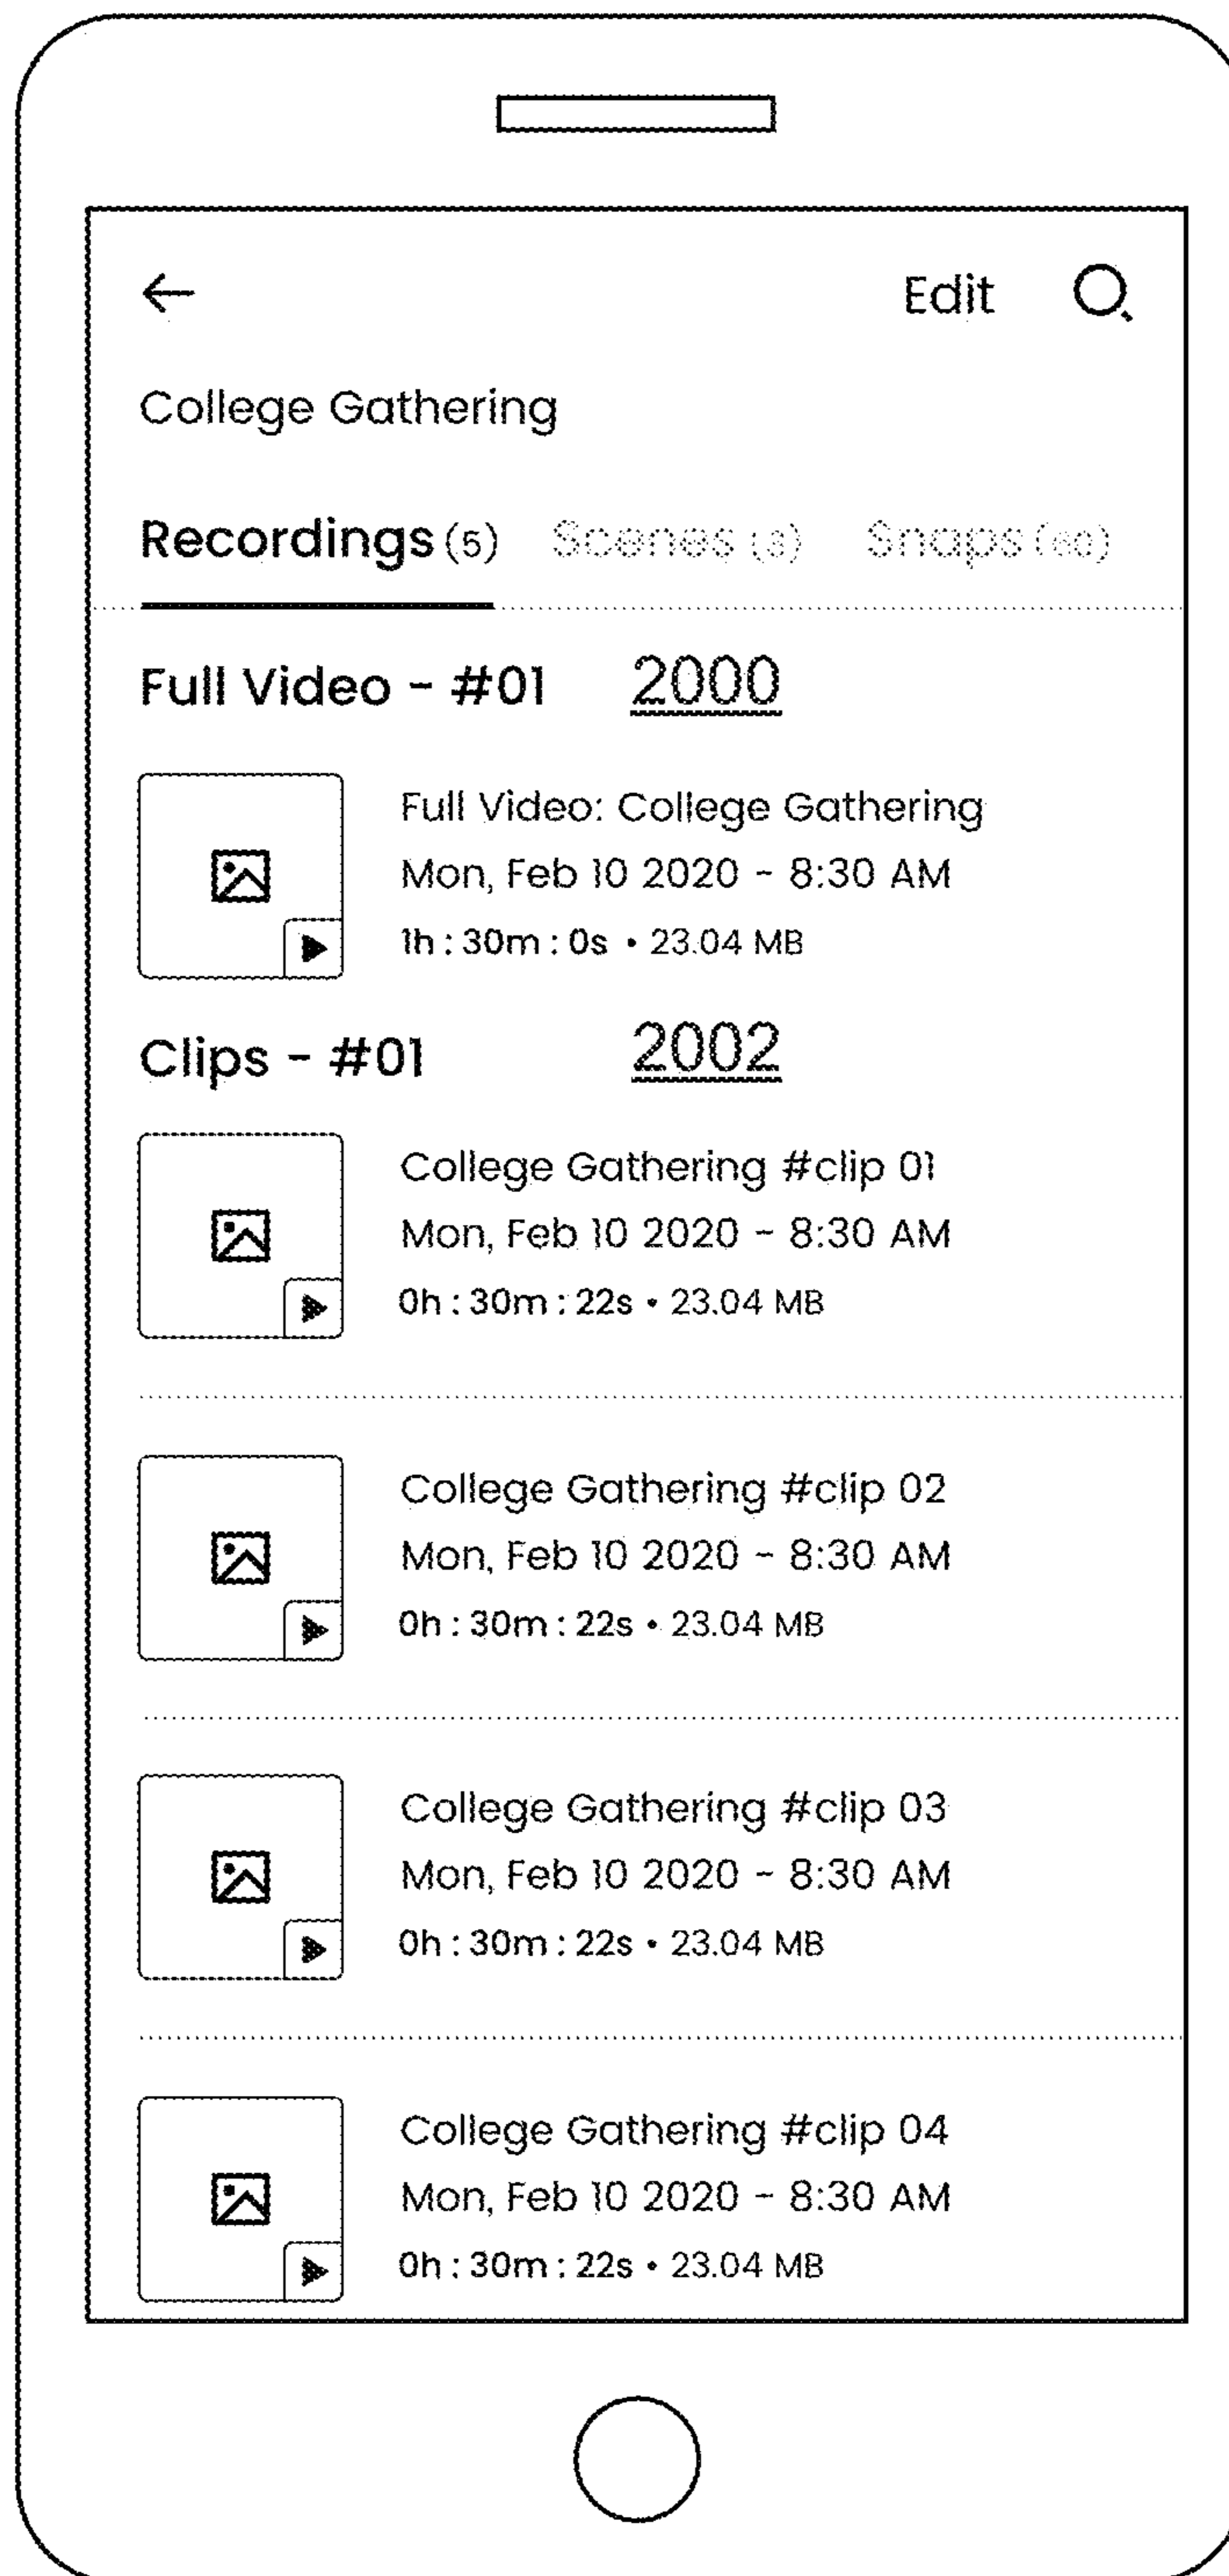 Edit
College Gathering
Recordings (5) Scenes (3) Snaps
Full Video - #01 2000
Full Video: College Gathering
Mon, Feb 10 2020 - 8:30 AM
1h : 30m : 0s • 23.04 MB
Clips - #01 2002
College Gathering #clip 01
Mon, Feb 10 2020 - 8:30 AM
0h : 30m : 22s • 23.04 MB
College Gathering #clip 02
Mon, Feb 10 2020 - 8:30 AM
0h : 30m : 22s • 23.04 MB
College Gathering #clip 03
Mon, Feb 10 2020 - 8:30 AM
0h : 30m : 22s • 23.04 MB
College Gathering #clip 04
Mon, Feb 10 2020 - 8:30 AM
0h : 30m : 22s • 23.04 MB